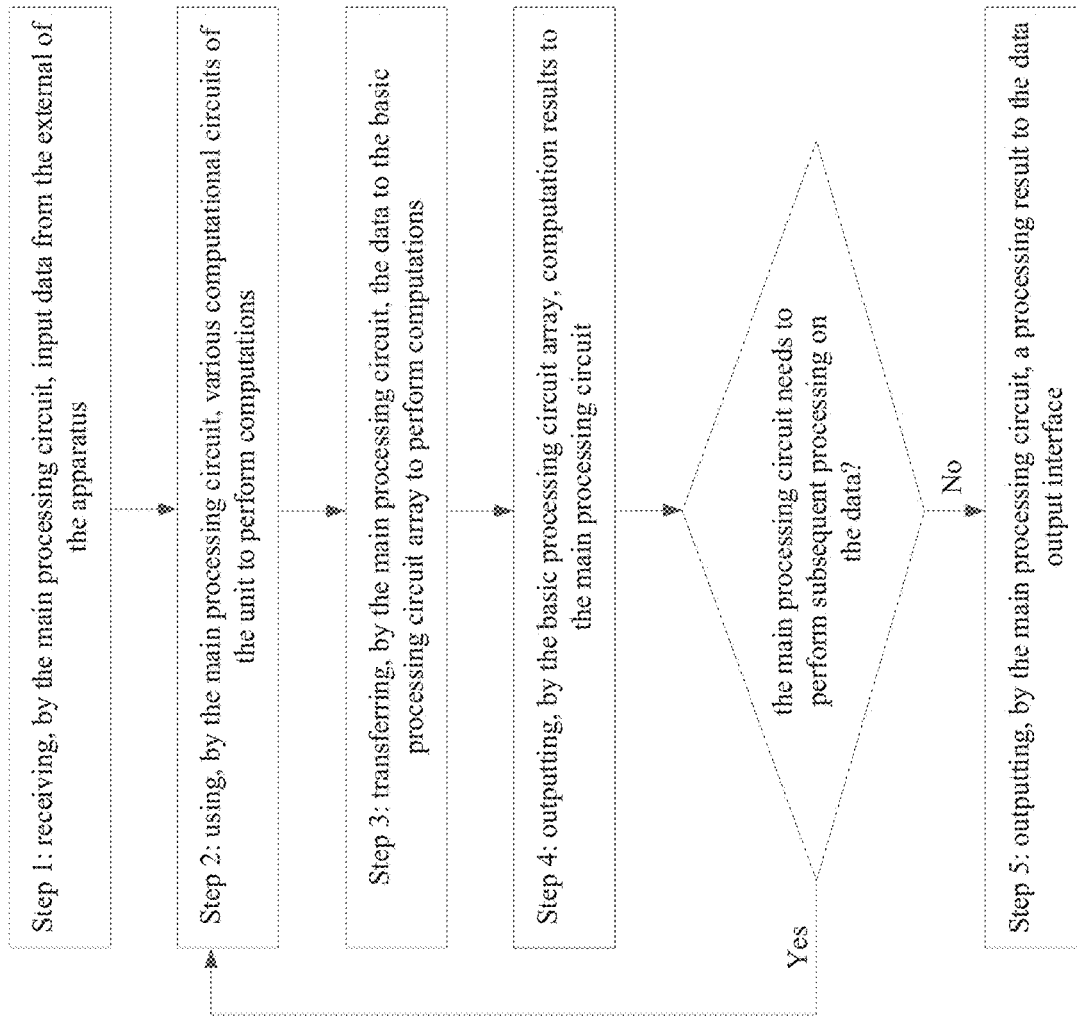 Step 1: receiving, by the main processing circuit, input data from the external of
the apparatus
Step 2: using, by the main processing circuit, various computational circuits of
the unit to perform computations
Step 3: transferring, by the main processing circuit, the data to the basic
processing circuit array to perform computations
Step 4: outputting, by the basic processing circuit array, computation results to
the main processing circuit
the main processing circuit needs to
perform subsequent processing on
the data?
Yes
No
Step 5: outputting, by the main processing circuit, a processing result to the data
output interface